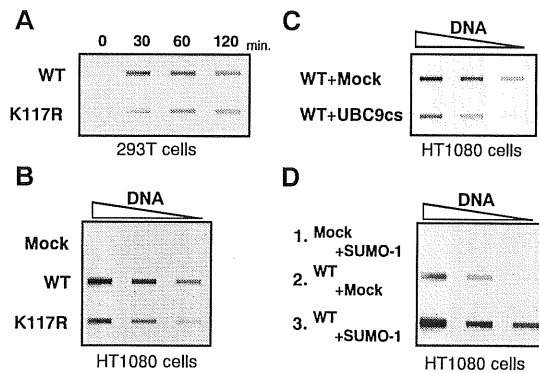 A
0 30 60 120 min.
WT
K117R
293T cells
B
DNA
Mock
WT
K117R
HT1080 cells
C
DNA
WT+Mock
WT+UBC9cs
HT1080 cells
D
DNA
1. Mock
+SUMO-1
2. WT
+Mock
3. WT
+SUMO-1
HT1080 cells